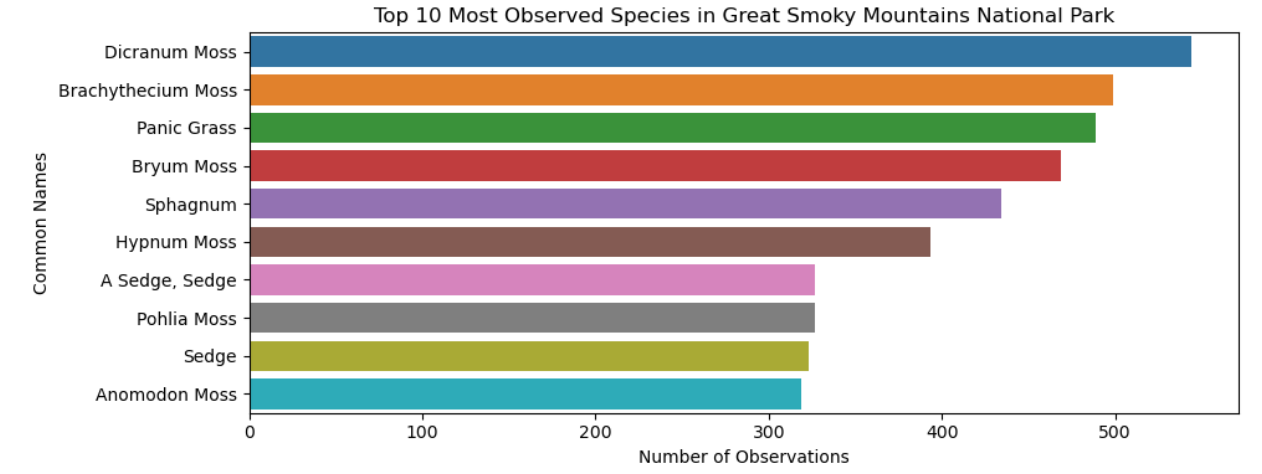 Top 10 Most Observed Species in Great Smoky Mountains National Park
Common Names
Dicranum Moss
Brachythecium Moss
Panic Grass
Bryum Moss
Sphagnum
Hypnum Moss
A Sedge, Sedge
Pohlia Moss
Sedge
Anomodon Moss
0 100 200 300 400 500
Number of Observations